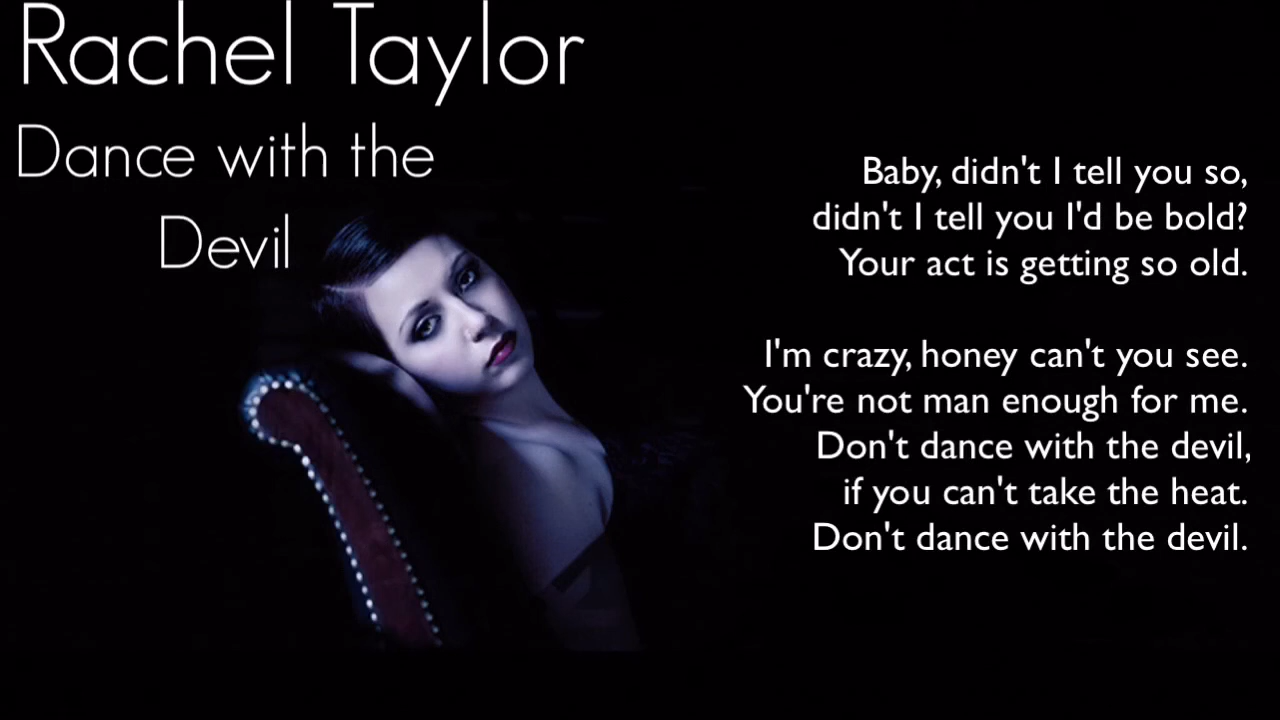 Rachel Taylor
Dance with the
Devil
Baby, didn't I tell you so,
didn't I tell you I'd be bold?
Your act is getting so old.
I'm crazy, honey can't you see.
You're not man enough for me.
Don't dance with the devil,
if you can't take the heat.
Don't dance with the devil.